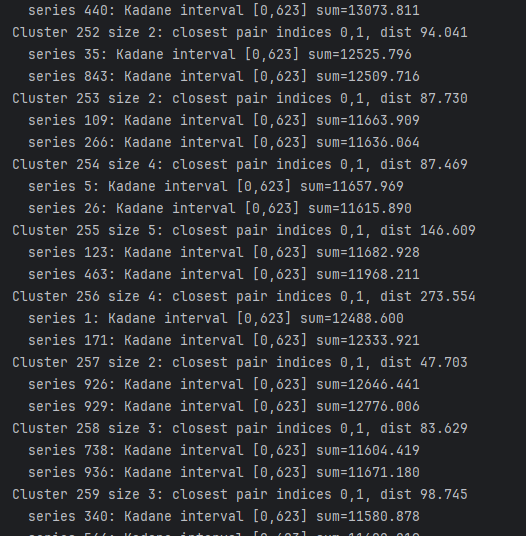 series 440: Kadane interval [0,623] sum=13073.811
Cluster 252 size 2: closest pair indices 0,1, dist 94.041
series 35: Kadane interval [0,623] sum=12525.796
series 843: Kadane interval [0,623] sum=12509.716
Cluster 253 size 2: closest pair indices 0,1, dist 87.730
series 109: Kadane interval [0,623] sum=11663.909
series 266: Kadane interval [0,623] sum=11636.064
Cluster 254 size 4: closest pair indices 0,1, dist 87.469
series 5: Kadane interval [0,623] sum=11657.969
series 26: Kadane interval [0,623] sum=11615.890
Cluster 255 size 5: closest pair indices 0,1, dist 146.609
series 123: Kadane interval [0,623] sum=11682.928
series 463: Kadane interval [0,623] sum=11968.211
Cluster 256 size 4: closest pair indices 0,1, dist 273.554
series 1: Kadane interval [0,623] sum=12488.600
series 171: Kadane interval [0,623] sum=12333.921
Cluster 257 size 2: closest pair indices 0,1, dist 47.703
series 926: Kadane interval [0,623] sum=12646.441
series 929: Kadane interval [0,623] sum=12776.006
Cluster 258 size 3: closest pair indices 0,1, dist 83.629
series 738: Kadane interval [0,623] sum=11604.419
series 936: Kadane interval [0,623] sum=11671.180
Cluster 259 size 3: closest pair indices 0,1, dist 98.745
series 340: Kadane interval [0,623] sum=11580.878
series Kadane interval [0,623]